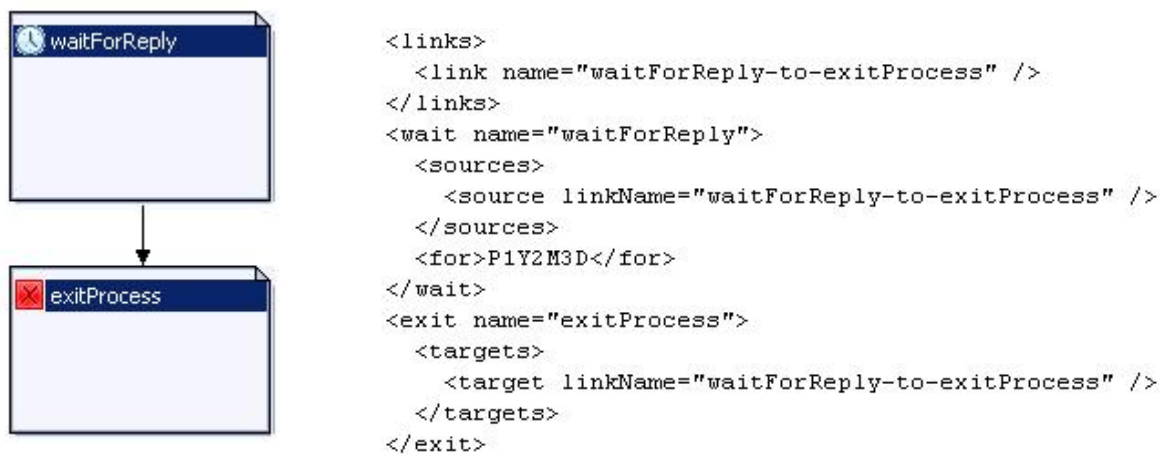 waitForReply
exitProcess
<links>
<link name="waitForReply-to-exitProcess" />
</links>
<wait name="waitForReply">
<sources>
<source linkName="waitForReply-to-exitProcess" />
</sources>
<for>P1Y2M3D</for>
</wait>
<exit name="exitProcess">
<targets>
<target linkName="waitForReply-to-exitProcess" />
</targets>
</exit>